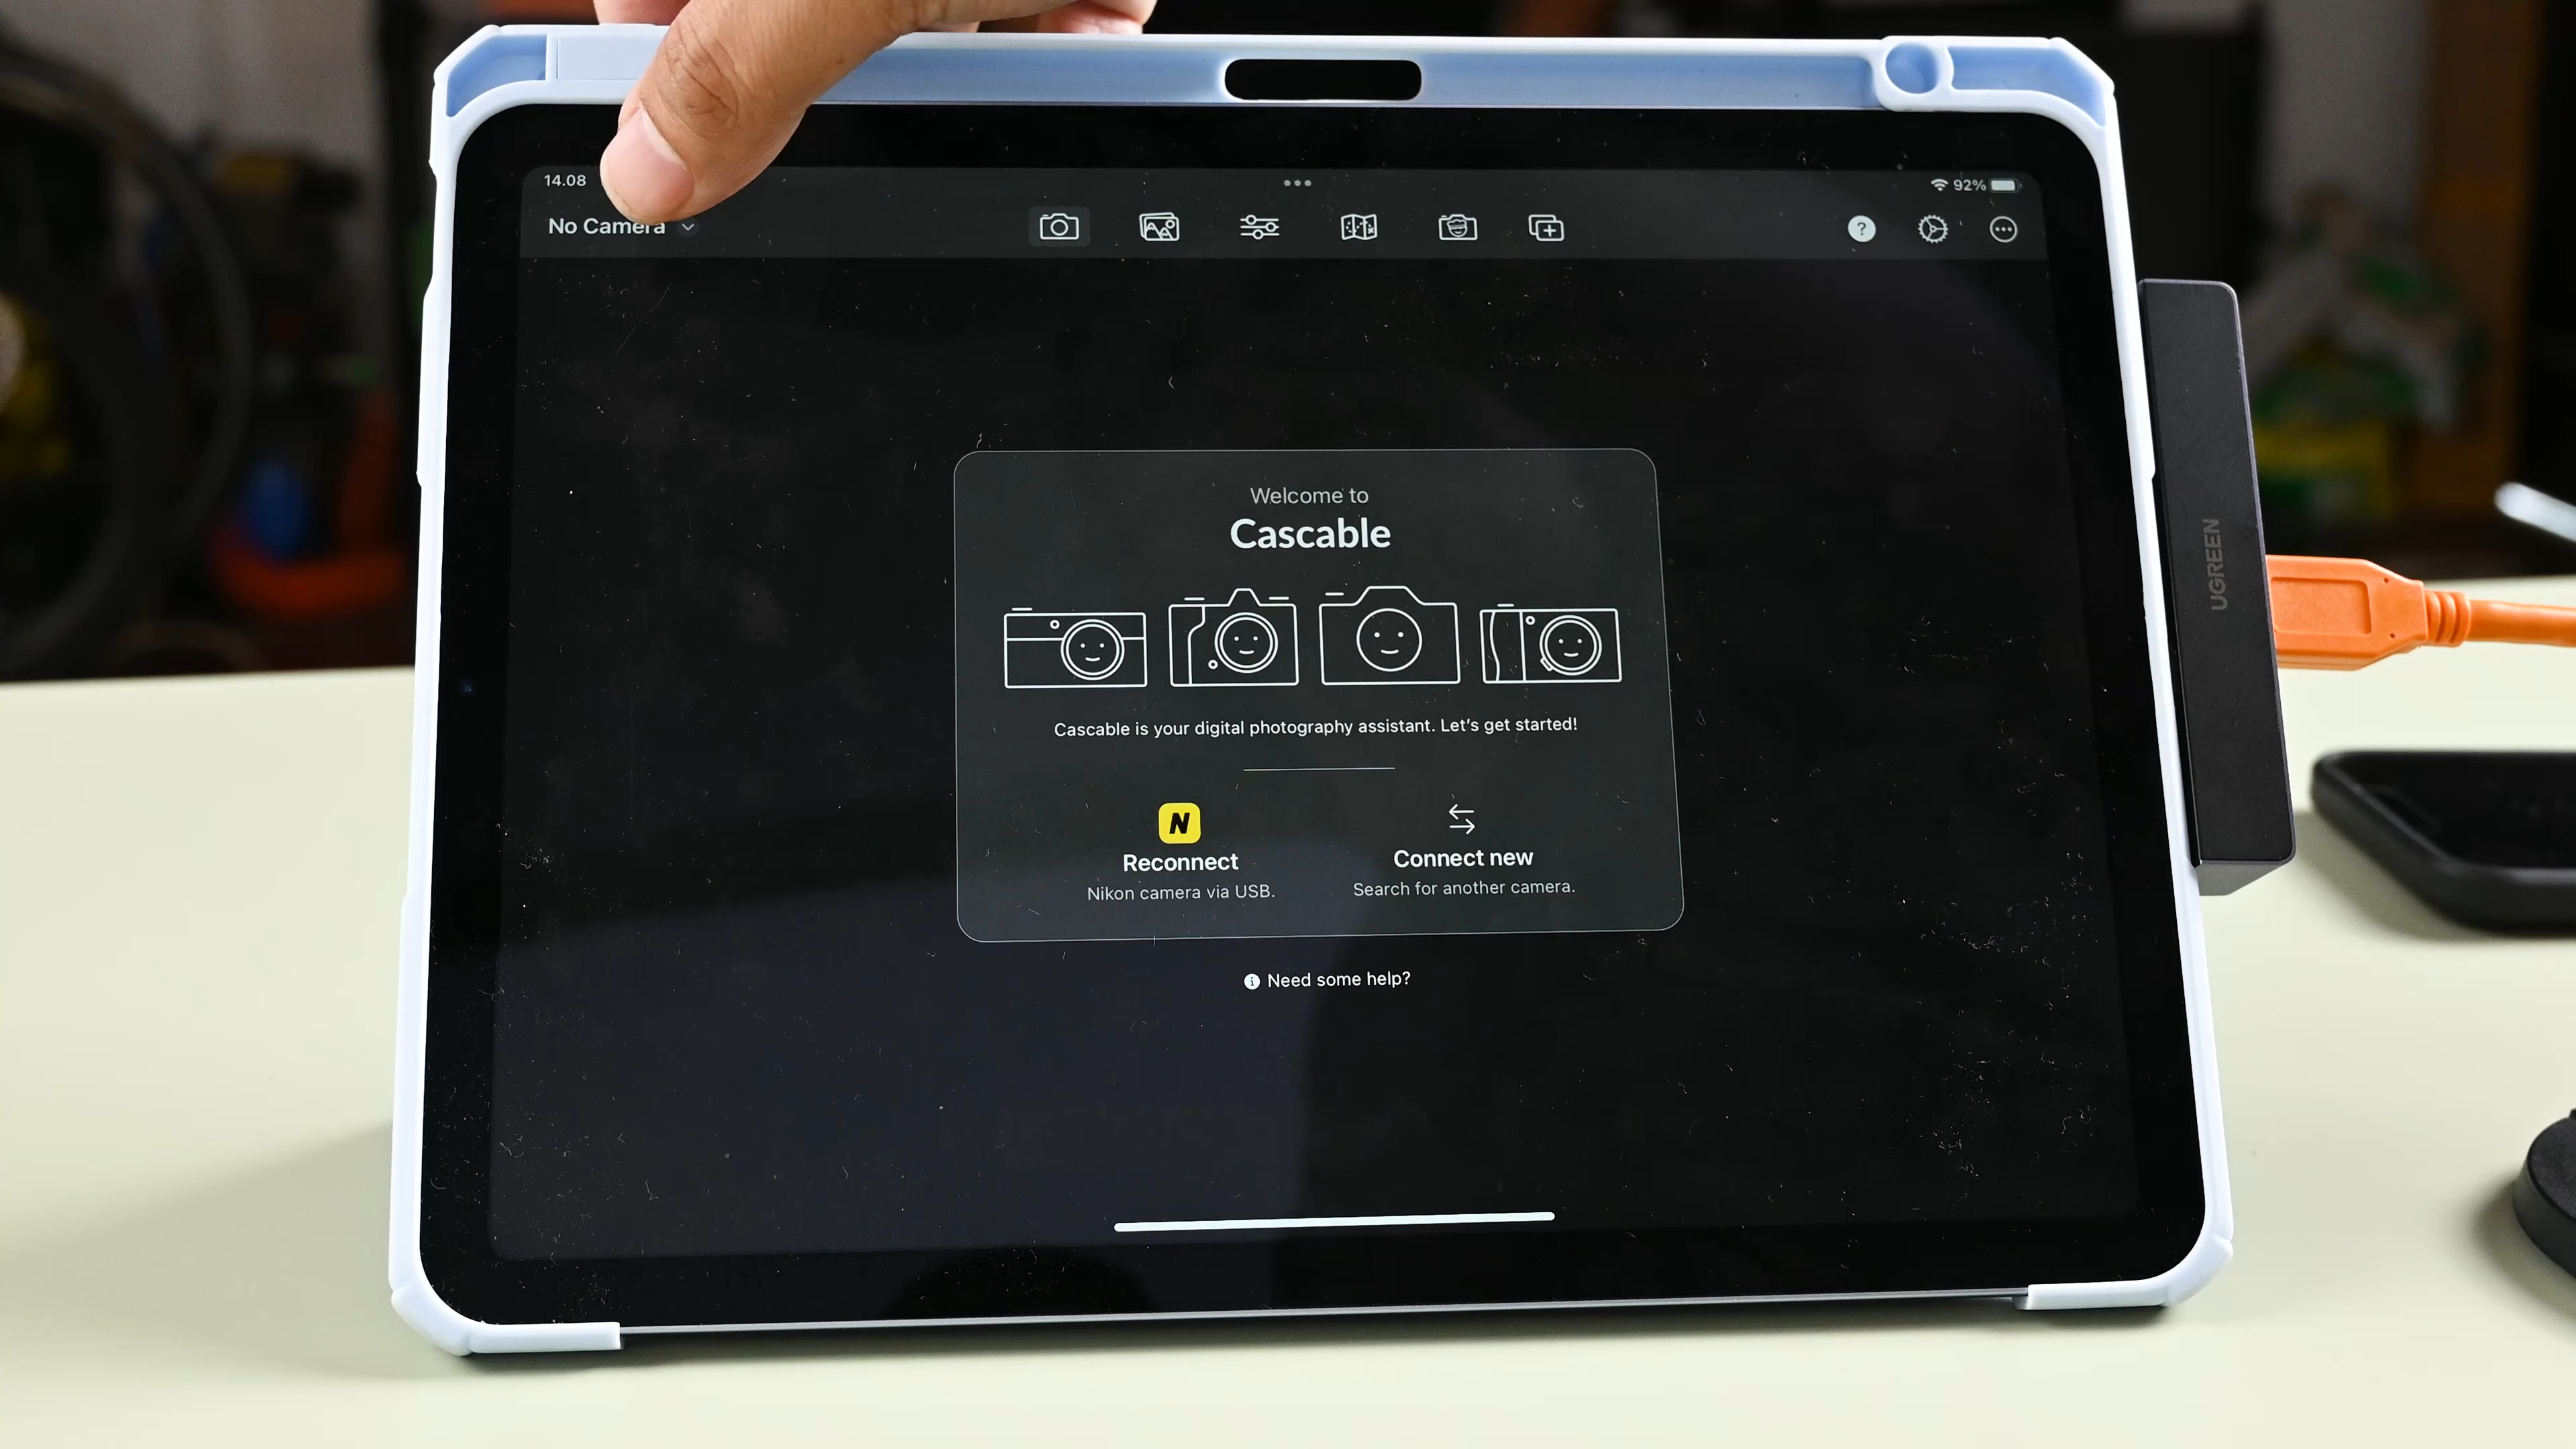 14.08
92%
No Camera
?
Welcome to
Cascable
Cascable is your digital photography assistant. Let's get started!
N
Reconnect
Nikon camera via USB.
Connect new
Search for another camera.
Need some help?
UGREEN